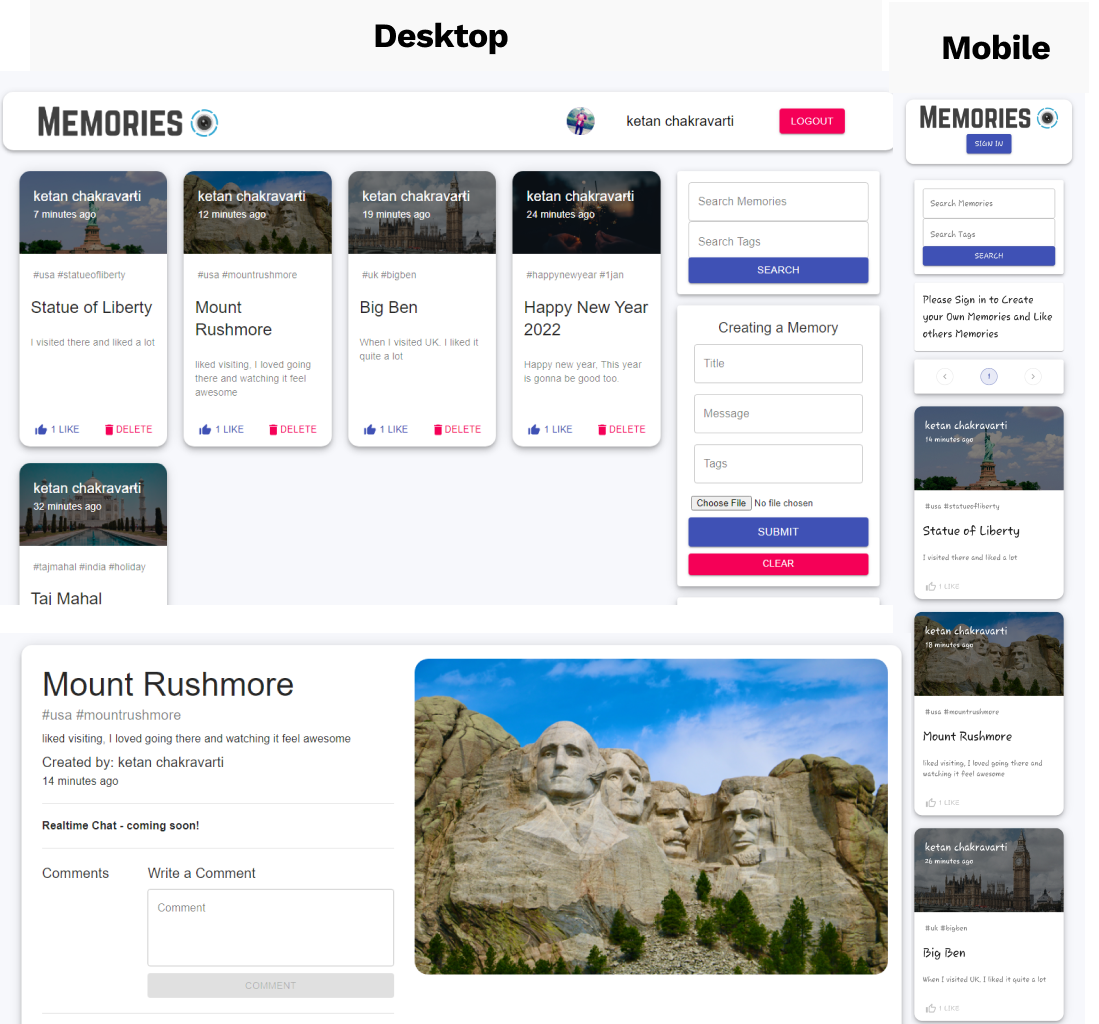 Desktop
Mobile
MEMORIES
ketan chakravarti
LOGOUT
ketan chakravarti
7 minutes ago
#usa #statueofliberty
Statue of Liberty
I visited there and liked a lot
1 LIKE
DELETE
ketan chakravarti
12 minutes ago
#usa #mountrushmore
Mount
Rushmore
liked visiting, I loved going
there and watching it feel
awesome
1 LIKE
DELETE
ketan chakravarti
19 minutes ago
#uk #bigben
Big Ben
When I visited UK, I liked it
quite a lot
1 LIKE
DELETE
ketan chakravarti
24 minutes ago
#happynewyear #1jan
Happy New Year
2022
Happy new year, This year
is gonna be good too.
1 LIKE
DELETE
ketan chakravarti
32 minutes ago
#tajmahal #india #holiday
Taj Mahal
Search Memories
Search Tags
SEARCH
Creating a Memory
Title
Message
Tags
Choose File No file chosen
SUBMIT
CLEAR
Mount Rushmore
#usa #mountrushmore
liked visiting, I loved going there and watching it feel awesome
Created by: ketan chakravarti
14 minutes ago
Realtime Chat - coming soon!
Comments
Write a Comment
Comment
COMMENT
MEMORIES
SIGN IN
Search Memories
Search Tags
SEARCH
Please Sign in to Create
your Own Memories and Like
others Memories
1
ketan chakravarti
14 minutes ago
#usa #statueofliberty
Statue of Liberty
I visited there and liked a lot
1 LIKE
ketan chakravarti
18 minutes ago
#usa #mountrushmore
Mount Rushmore
liked visiting, I loved going there and
watching it feel awesome
1 LIKE
ketan chakravarti
26 minutes ago
#uk #bigben
Big Ben
When I visited UK, I liked it quite a lot
1 LIKE